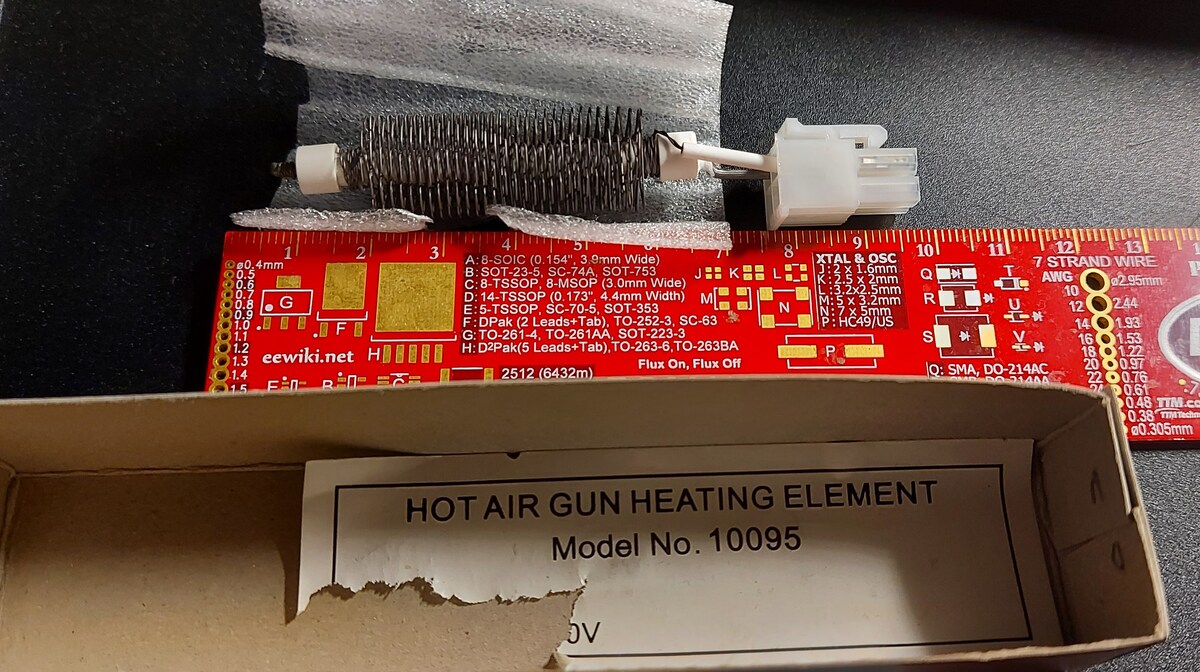 1 2 3 4 5 6 7 8 9 10 11 12 13
ø0.4mm
0.5
0.6
0.8
0.9
1.0
1.1
1.2
1.3
1.4
1.5
G
F
H
eewiki.net
E
B
C
A: 8-SOIC (0.154", 3.9mm Wide)
B: SOT-23-5, SC-74A, SOT-753
C: 8-TSSOP, 8-MSOP (3.0mm Wide)
D: 14-TSSOP (0.173", 4.4mm Width)
E: 5-TSSOP, SC-70-5, SOT-353
F: DPak (2 Leads+Tab), TO-252-3, SC-63
G: TO-261-4, TO-261AA, SOT-223-3
H: D²Pak(5 Leads+Tab), TO-263-6, TO-263BA
2512 (6432m)
Flux On, Flux Off
J K L
M
N
P
XTAL & OSC
J: 2 x 1.6mm
K: 2.5 x 2mm
L: 3.2x2.5mm
M: 5 x 3.2mm
N: 7 x 5mm
P: HC49/US
Q
R
S
T
U
V
Q: SMA, DO-214AC
7 STRAND WIRE
AWG ø2.95mm
10
12 2.44
14 1.93
16 1.53
18 1.22
20 0.97
22 0.76
24 0.61
0.48
0.38
ø0.305mm
TTM.co
HOT AIR GUN HEATING ELEMENT
Model No. 10095
0V